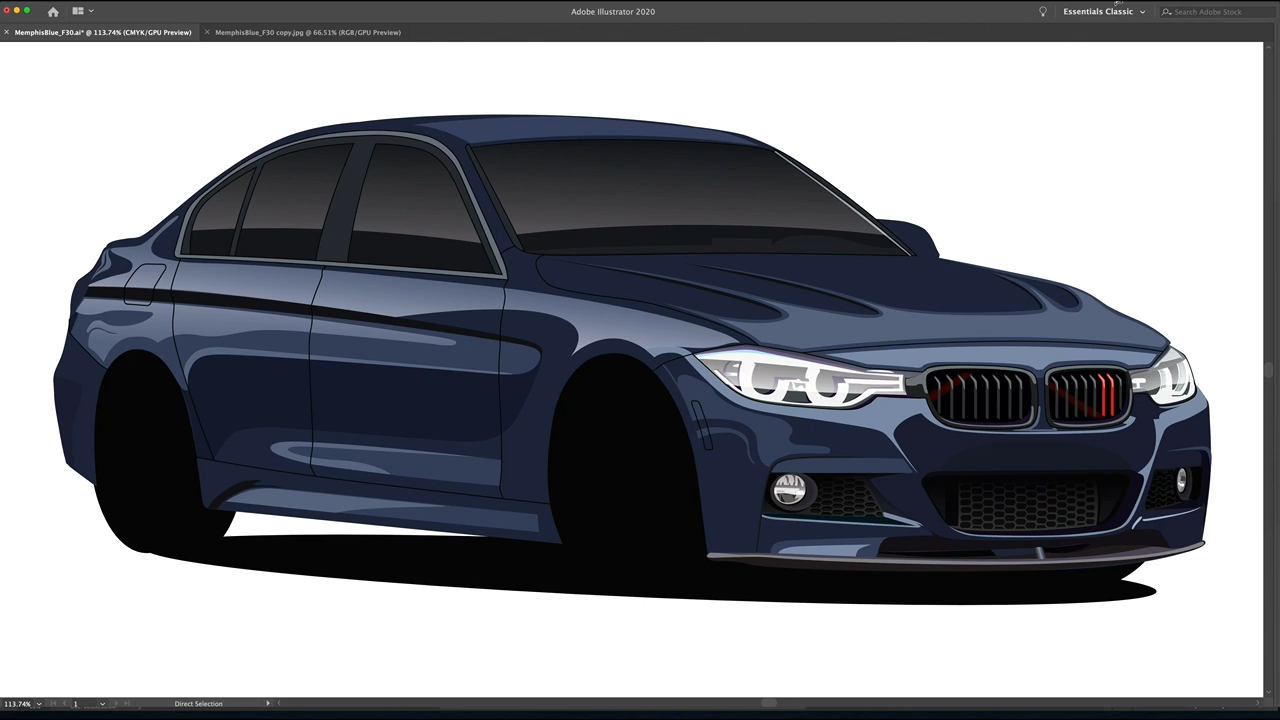 Adobe Illustrator 2020
Essentials Classic
Search Adobe Stock
MemphisBlue_F30.ai* @ 113.74% (CMYK/GPU Preview)
MemphisBlue_F30 copy.jpg @ 66.51% (RGB/GPU Preview)
113.74%
1
Direct Selection